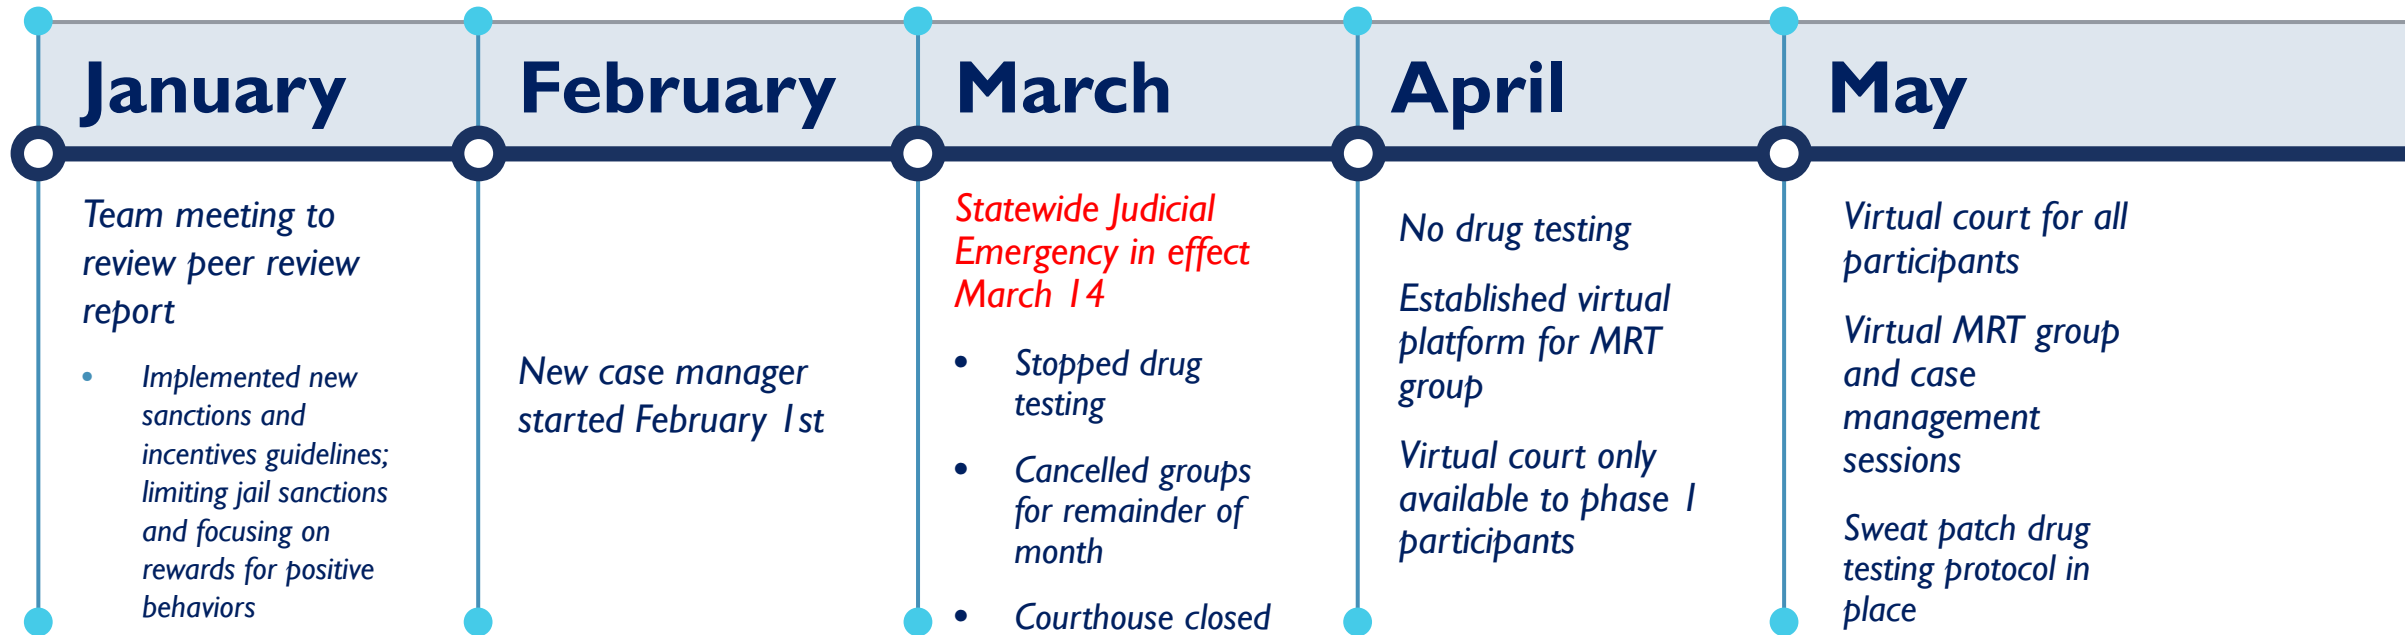 January
February
March
April
May
Team meeting to
review peer review
report
• Implemented new
sanctions and
incentives guidelines;
limiting jail sanctions
and focusing on
rewards for positive
behaviors
New case manager
started February 1st
Statewide Judicial
Emergency in effect
March 14
• Stopped drug
testing
• Cancelled groups
for remainder of
month
• Courthouse closed
No drug testing
Established virtual
platform for MRT
group
Virtual court only
available to phase 1
participants
Virtual court for all
participants
Virtual MRT group
and case
management
sessions
Sweat patch drug
testing protocol in
place